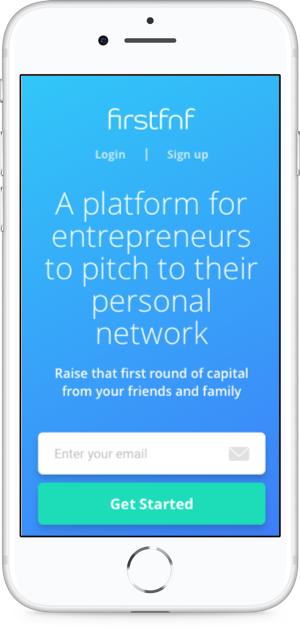 firstfnf
Login | Sign up
A platform for
entrepreneurs
to pitch to their
personal
network
Raise that first round of capital
from your friends and family
Enter your email
Get Started